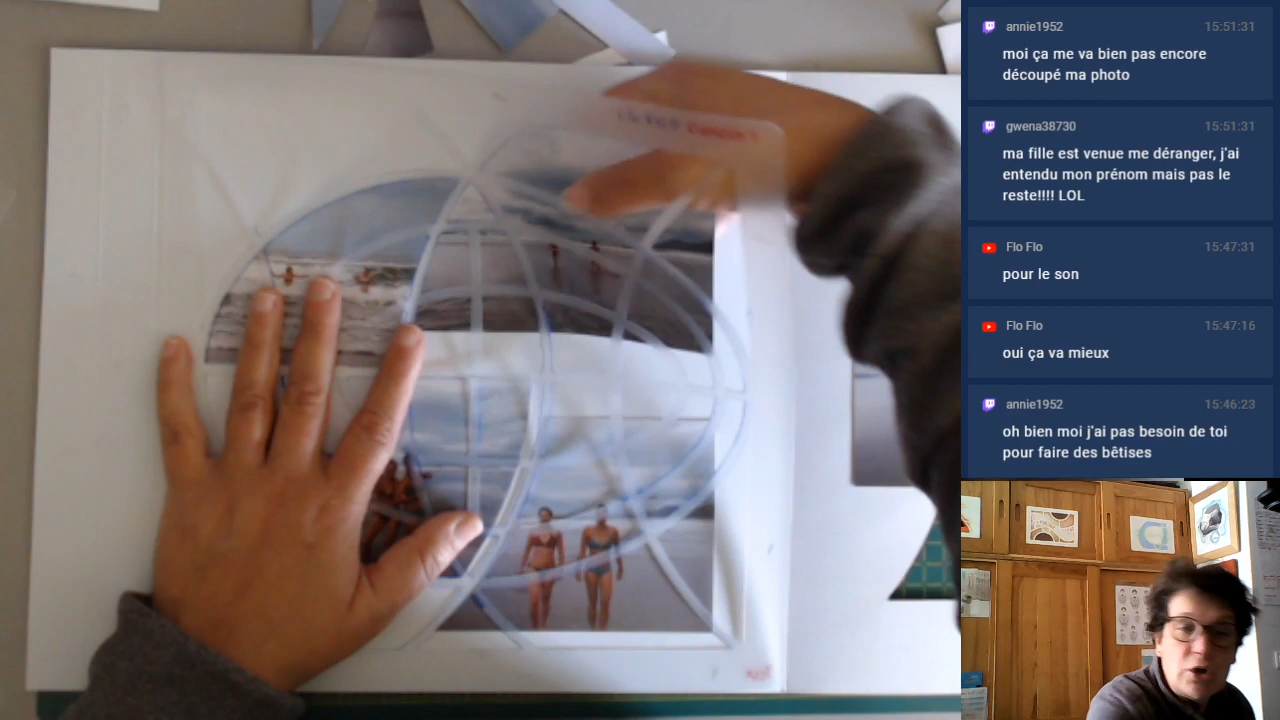 annie1952 15:51:31
moi ça me va bien pas encore
découpé ma photo
gwena38730 15:51:31
ma fille est venue me déranger, j'ai
entendu mon prénom mais pas le
reste!!!! LOL
Flo Flo 15:47:31
pour le son
Flo Flo 15:47:16
oui ça va mieux
annie1952 15:46:23
oh bien moi j'ai pas besoin de toi
pour faire des bêtises